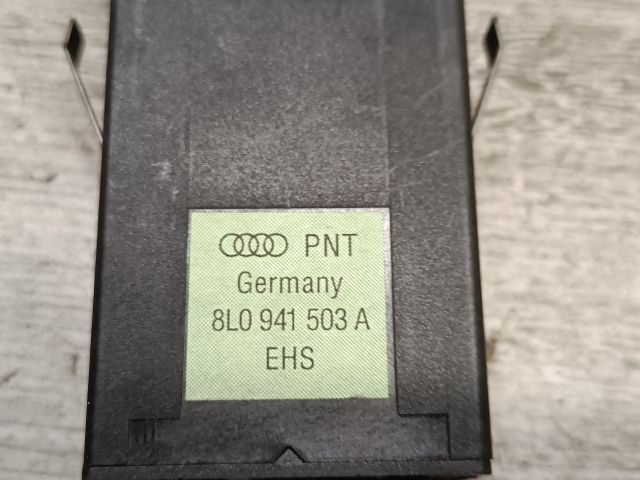 PNT
Germany
8L0 941 503 A
EHS